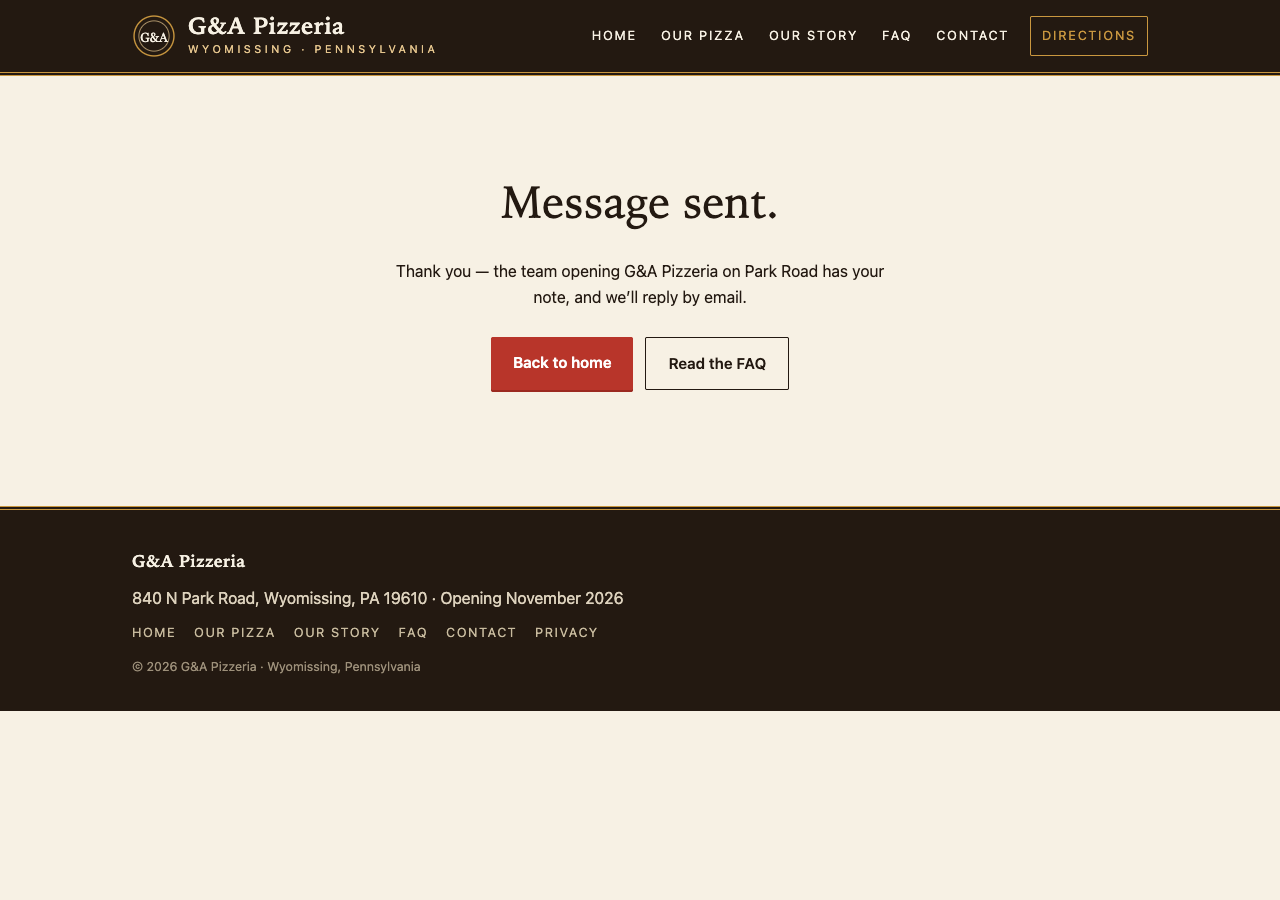 G&A
G&A Pizzeria
WYOMISSING · PENNSYLVANIA
HOME OUR PIZZA OUR STORY FAQ CONTACT DIRECTIONS
Message sent.
Thank you — the team opening G&A Pizzeria on Park Road has your
note, and we’ll reply by email.
Back to home Read the FAQ
G&A Pizzeria
840 N Park Road, Wyomissing, PA 19610 · Opening November 2026
HOME OUR PIZZA OUR STORY FAQ CONTACT PRIVACY
© 2026 G&A Pizzeria · Wyomissing, Pennsylvania